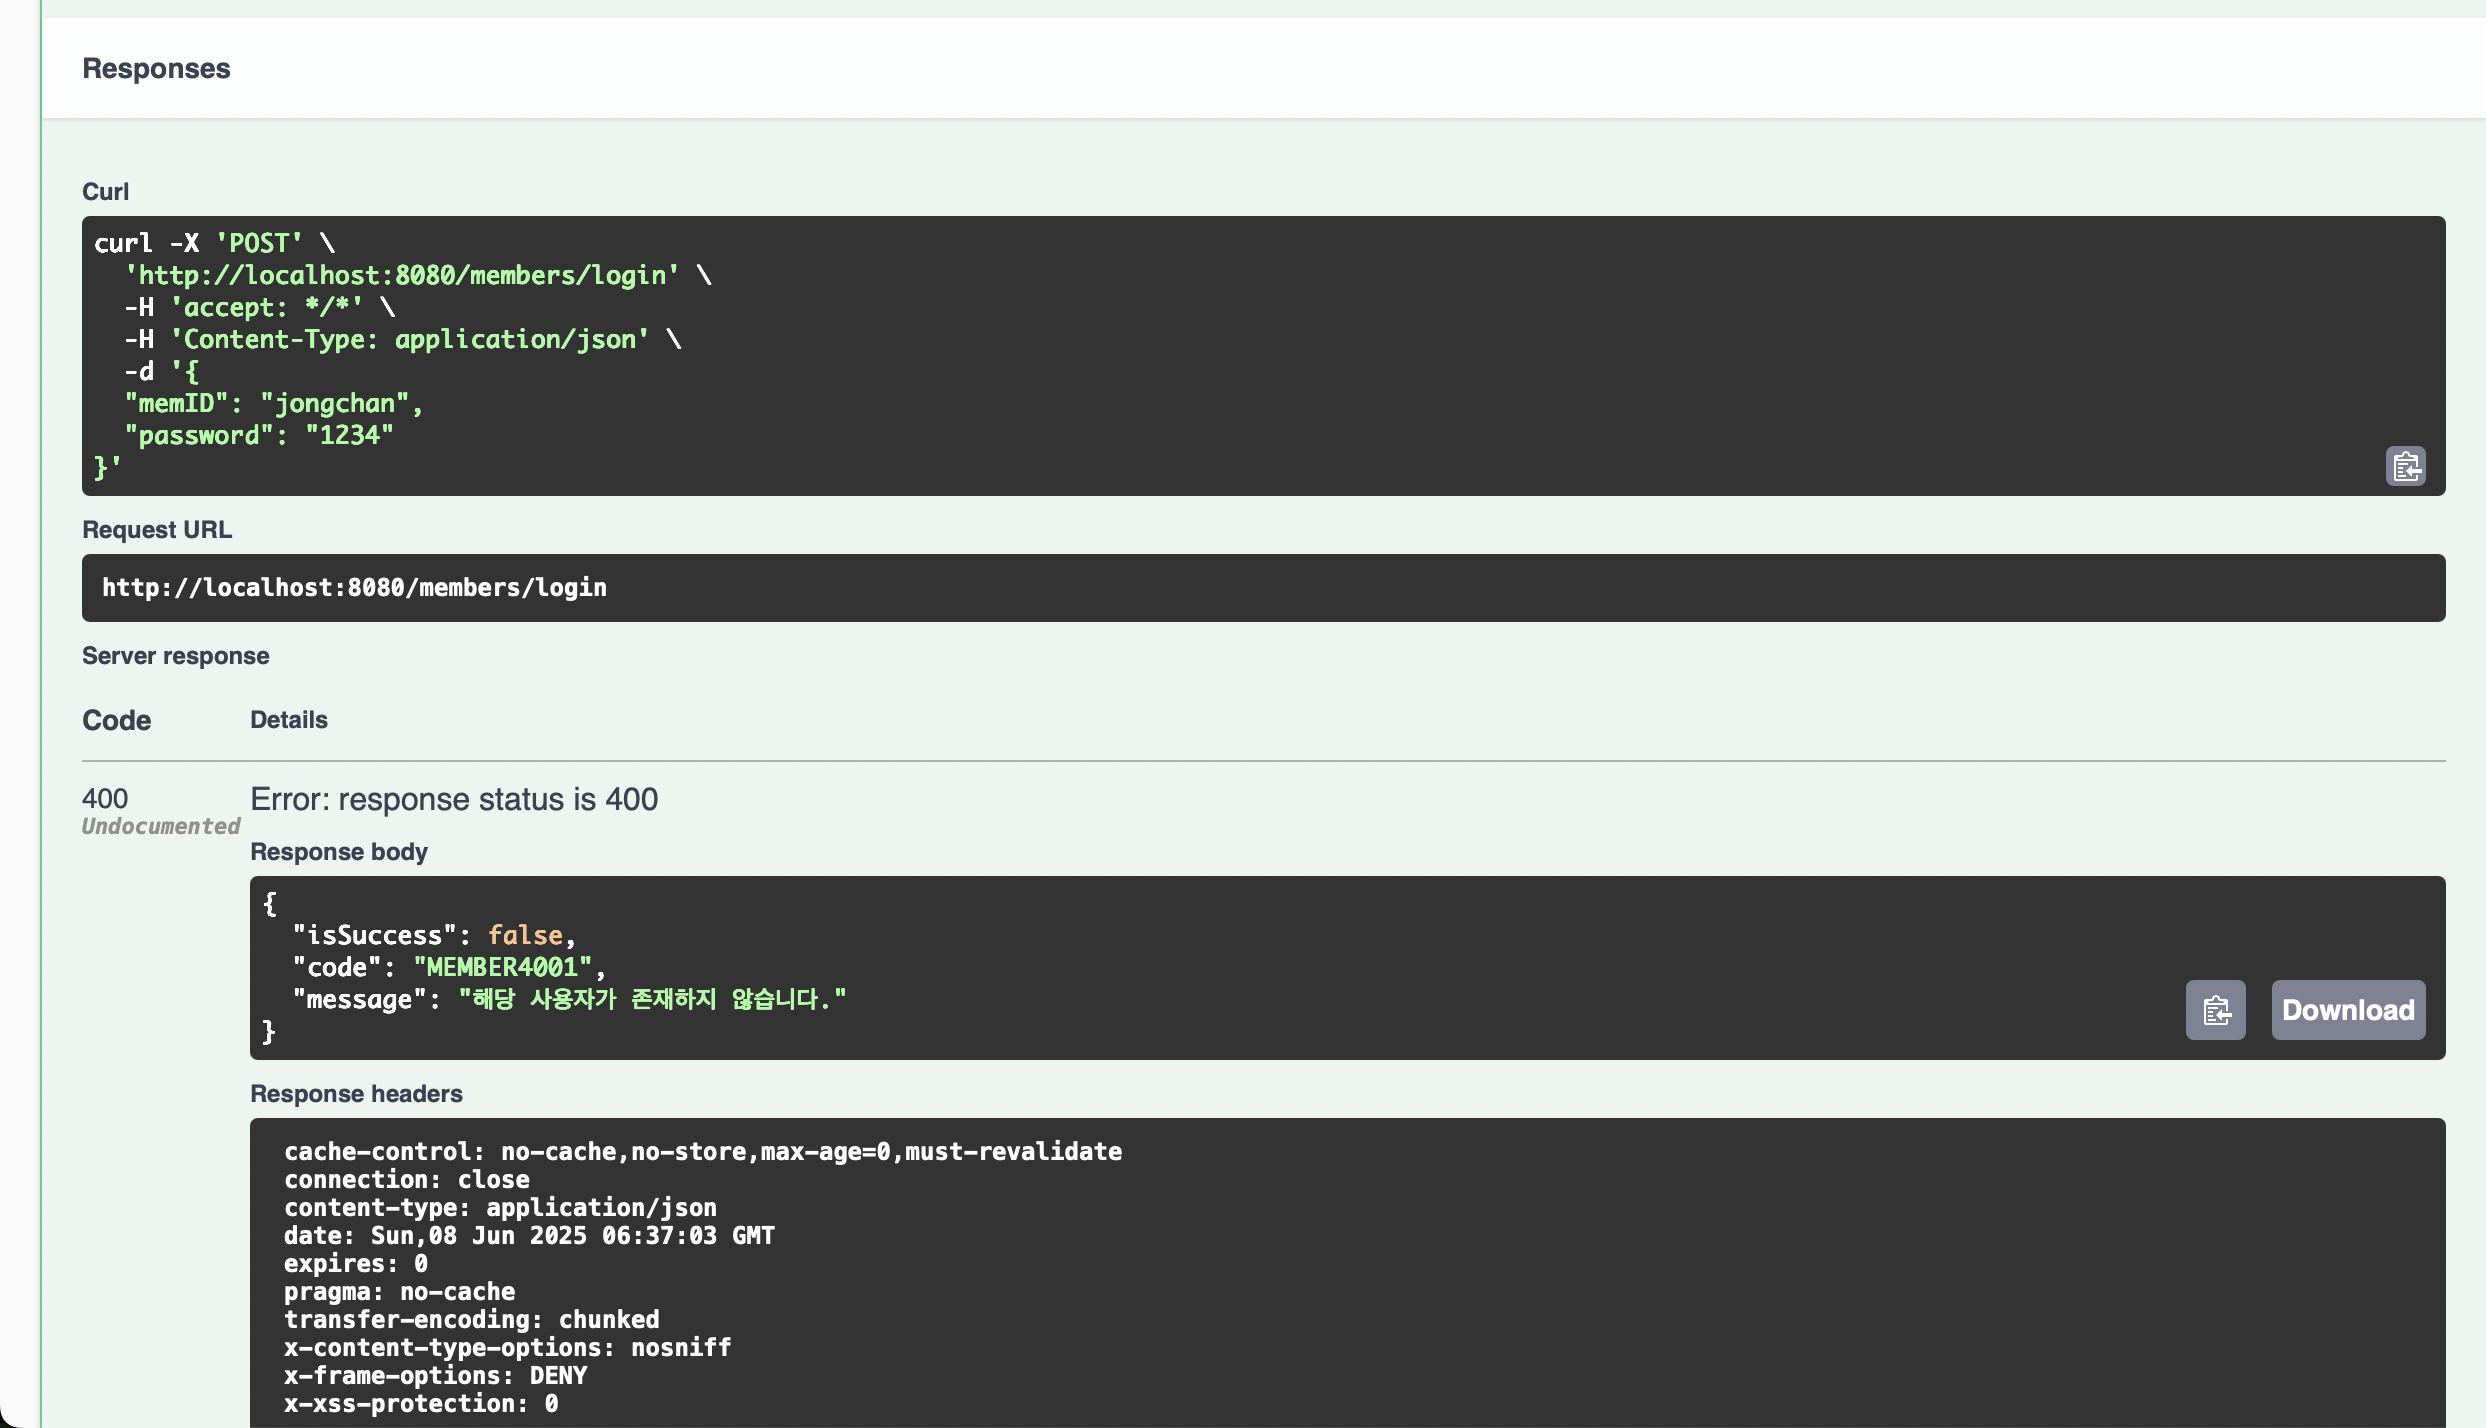 Responses
Curl
curl -X 'POST' \
  'http://localhost:8080/members/login' \
  -H 'accept: */*' \
  -H 'Content-Type: application/json' \
  -d '{
  "memID": "jongchan",
  "password": "1234"
}'
Request URL
http://localhost:8080/members/login
Server response
Code Details
400 Error: response status is 400
Undocumented
Response body
{
  "isSuccess": false,
  "code": "MEMBER4001",
  "message": "해당 사용자가 존재하지 않습니다."
}
Download
Response headers
cache-control: no-cache,no-store,max-age=0,must-revalidate
connection: close
content-type: application/json
date: Sun,08 Jun 2025 06:37:03 GMT
expires: 0
pragma: no-cache
transfer-encoding: chunked
x-content-type-options: nosniff
x-frame-options: DENY
x-xss-protection: 0